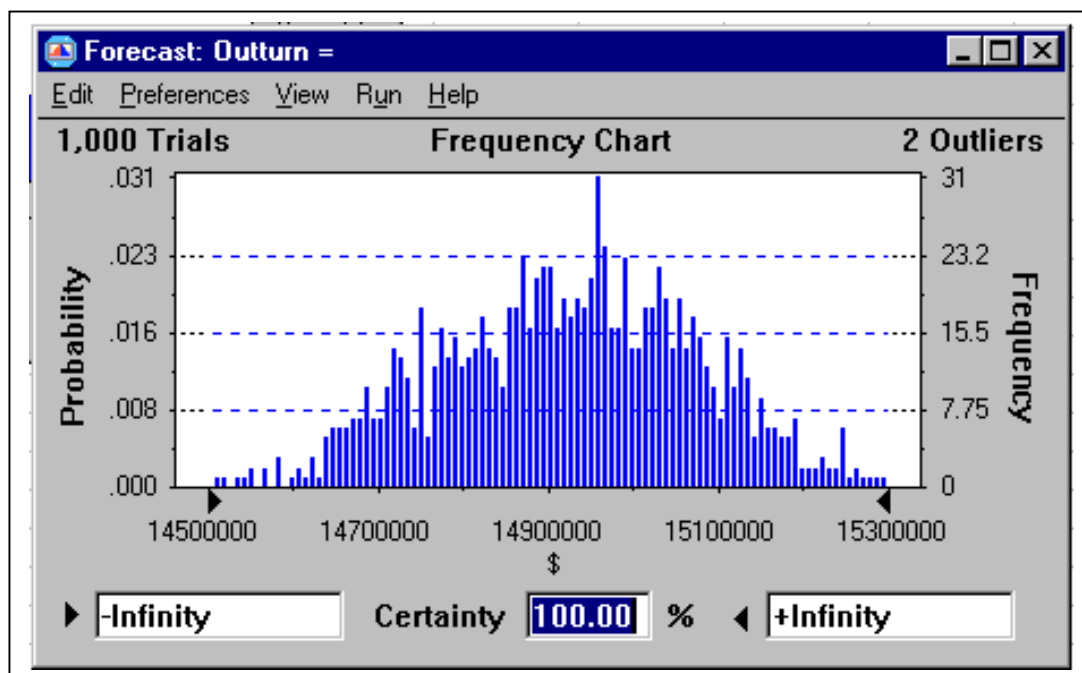 Forecast: Outturn =
Edit Preferences View Run Help
1,000 Trials Frequency Chart 2 Outliers
.031 31
.023 23.2
.016 15.5
.008 7.75
.000 0
Probability
Frequency
14500000 14700000 14900000 15100000 15300000
$
-Infinity Certainty 100.00 % +Infinity